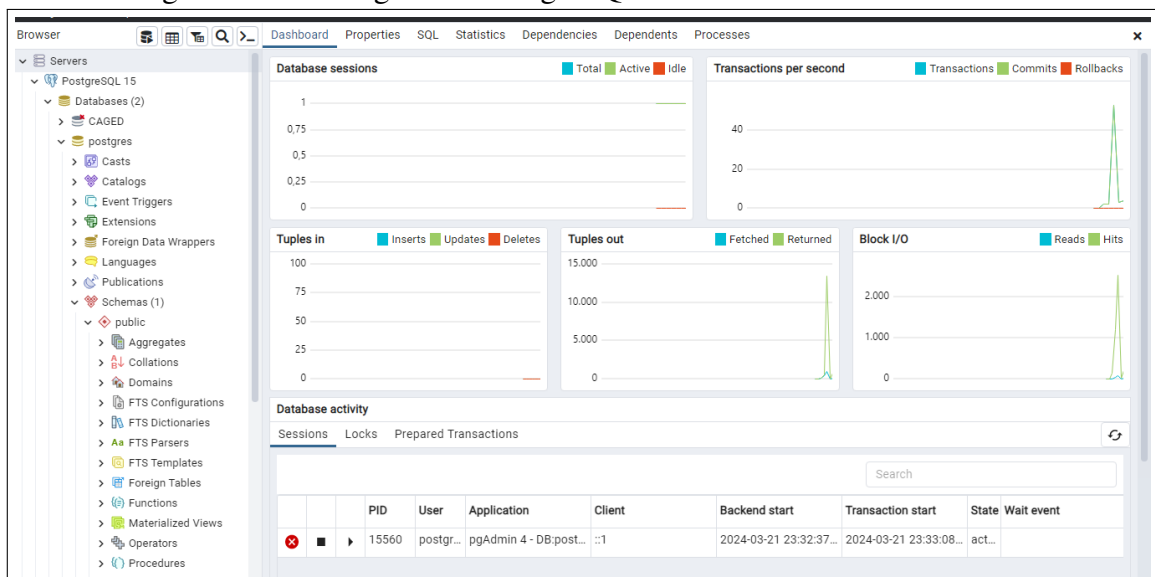 Browser
Dashboard Properties SQL Statistics Dependencies Dependents Processes
Servers
PostgreSQL 15
Databases (2)
CAGED
postgres
Casts
Catalogs
Event Triggers
Extensions
Foreign Data Wrappers
Languages
Publications
Schemas (1)
public
Aggregates
Collations
Domains
FTS Configurations
FTS Dictionaries
Aa FTS Parsers
FTS Templates
Foreign Tables
Functions
Materialized Views
Operators
Procedures
Database sessions Total Active Idle
1
0,75
0,5
0,25
0
Transactions per second Transactions Commits Rollbacks
40
20
0
Tuples in Inserts Updates Deletes
100
75
50
25
0
Tuples out Fetched Returned
15.000
10.000
5.000
0
Block I/O Reads Hits
2.000
1.000
0
Database activity
Sessions Locks Prepared Transactions
Search
PID User Application Client Backend start Transaction start State Wait event
15560 postgr... pgAdmin 4 - DB:post... ::1 2024-03-21 23:32:37... 2024-03-21 23:33:08... act...